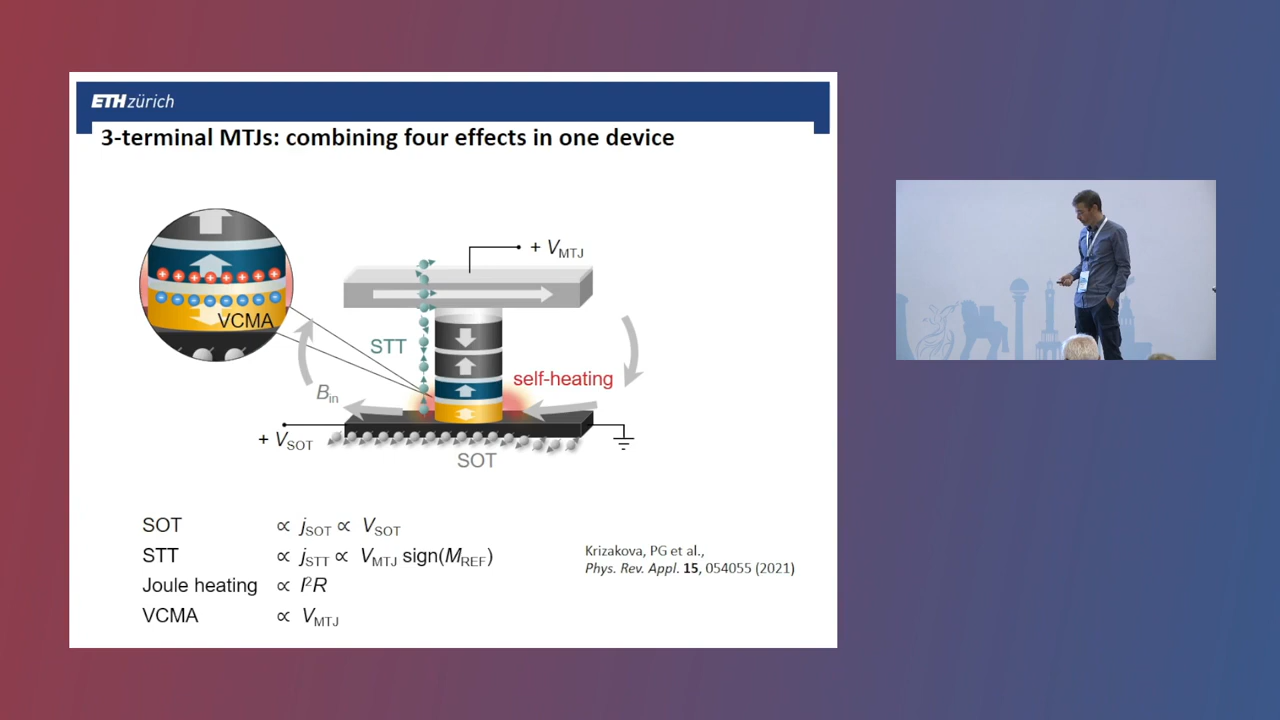 ETH zürich
3-terminal MTJs: combining four effects in one device
+ V_MTJ
VCMA
STT
self-heating
B_in
+ V_SOT
SOT
SOT ∝ j_SOT ∝ V_SOT
STT ∝ j_STT ∝ V_MTJ sign(M_REF)
Joule heating ∝ I²R
VCMA ∝ V_MTJ
Krizakova, PG et al.,
Phys. Rev. Appl. 15, 054055 (2021)